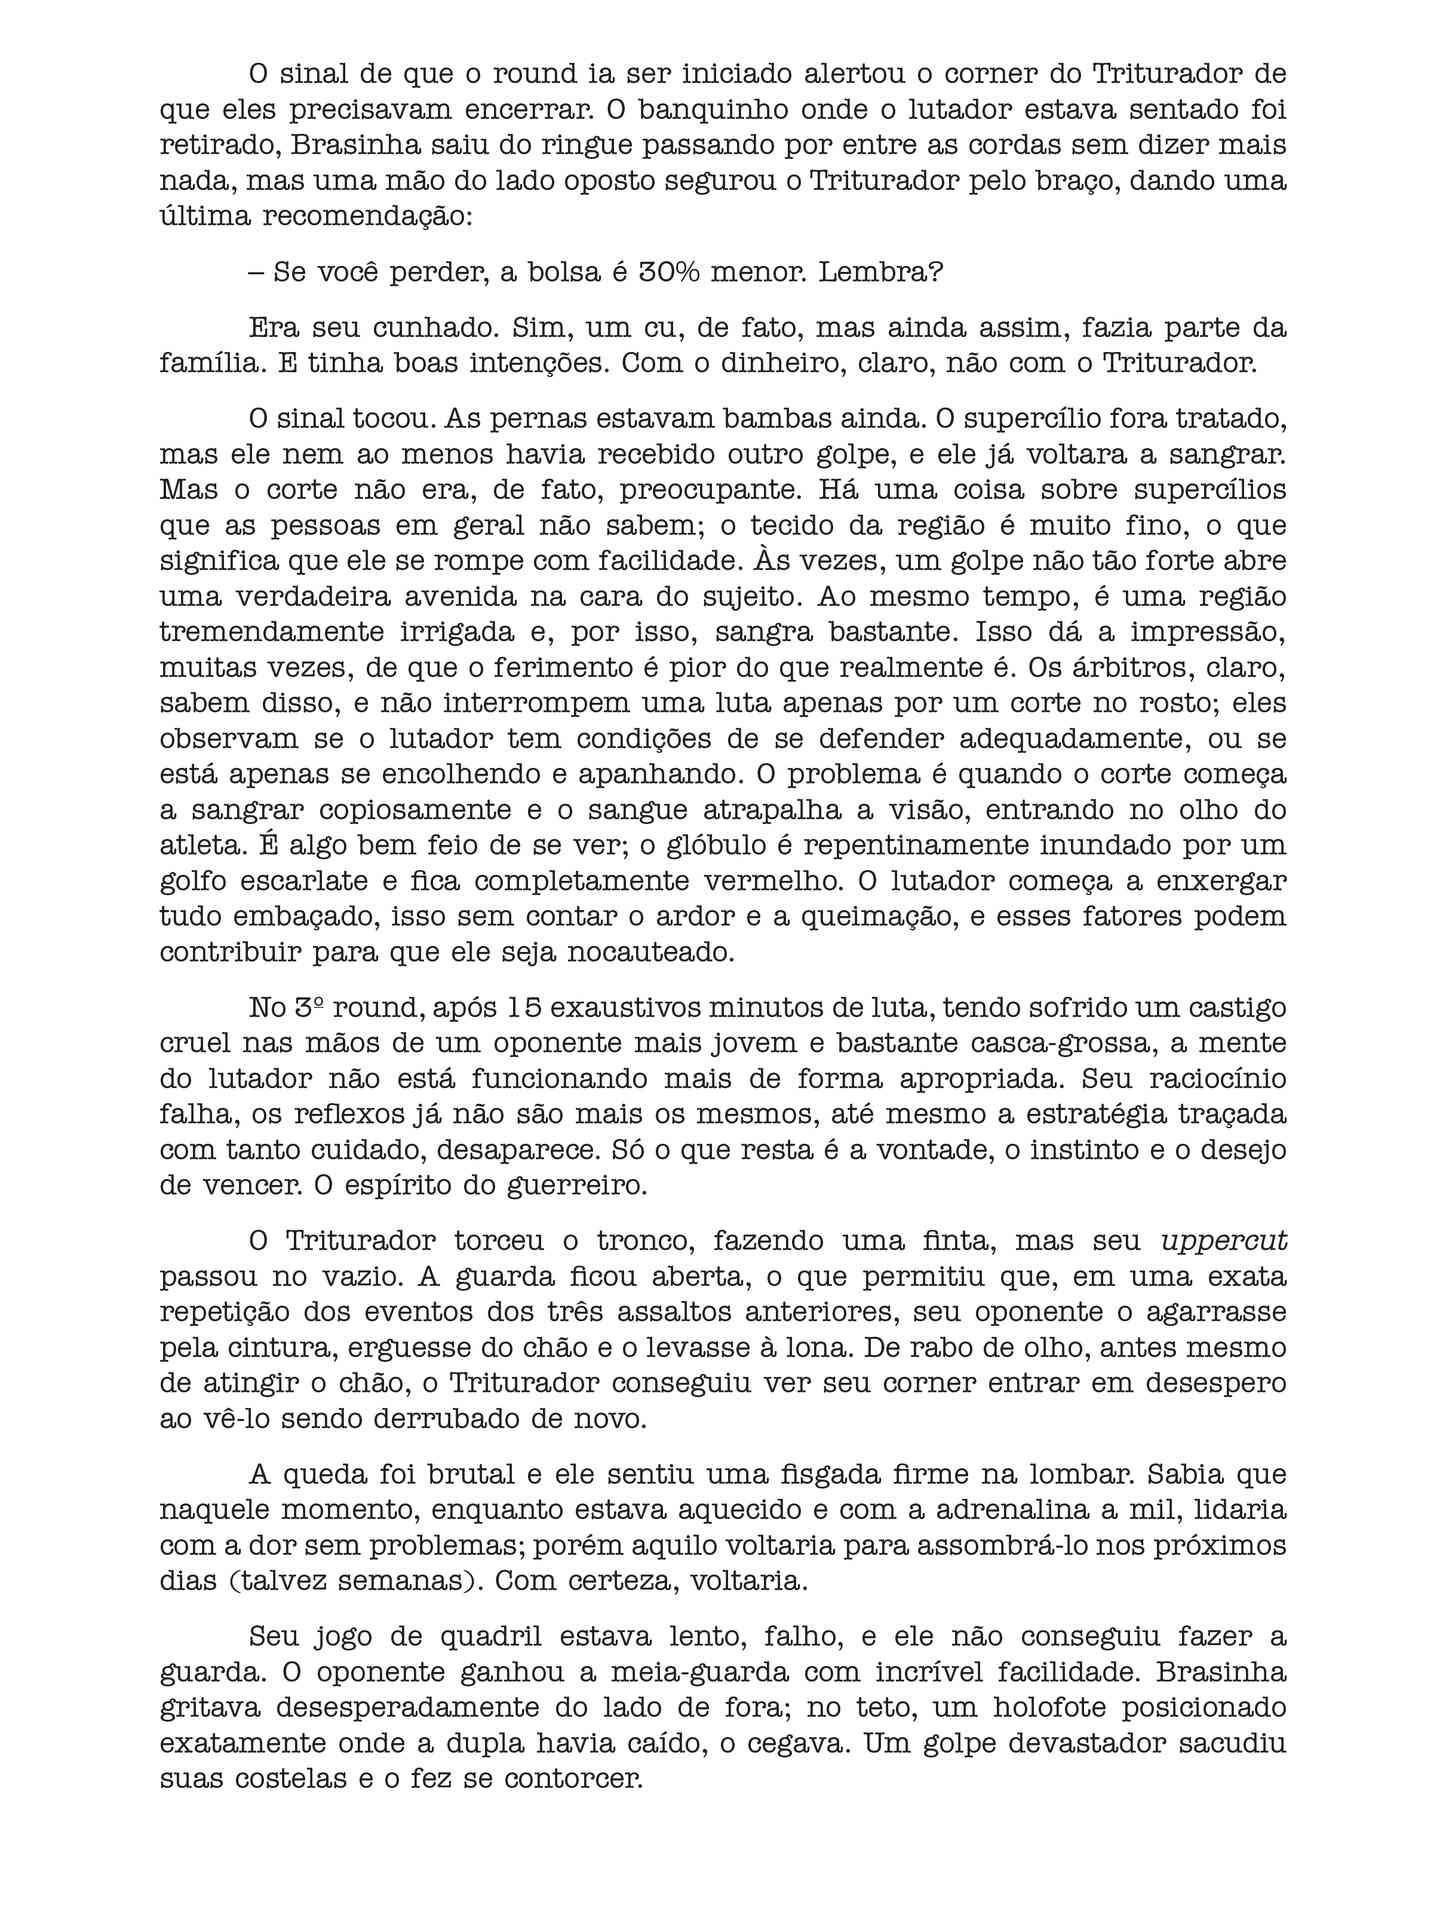 O sinal de que o round ia ser iniciado alertou o corner do Triturador de
que eles precisavam encerrar. O banquinho onde o lutador estava sentado foi
retirado, Brasinha saiu do ringue passando por entre as cordas sem dizer mais
nada, mas uma mão do lado oposto segurou o Triturador pelo braço, dando uma
última recomendação:
– Se você perder, a bolsa é 30% menor. Lembra?
Era seu cunhado. Sim, um cu, de fato, mas ainda assim, fazia parte da
família. E tinha boas intenções. Com o dinheiro, claro, não com o Triturador.
O sinal tocou. As pernas estavam bambas ainda. O supercílio fora tratado,
mas ele nem ao menos havia recebido outro golpe, e ele já voltara a sangrar.
Mas o corte não era, de fato, preocupante. Há uma coisa sobre supercílios
que as pessoas em geral não sabem; o tecido da região é muito fino, o que
significa que ele se rompe com facilidade. Às vezes, um golpe não tão forte abre
uma verdadeira avenida na cara do sujeito. Ao mesmo tempo, é uma região
tremendamente irrigada e, por isso, sangra bastante. Isso dá a impressão,
muitas vezes, de que o ferimento é pior do que realmente é. Os árbitros, claro,
sabem disso, e não interrompem uma luta apenas por um corte no rosto; eles
observam se o lutador tem condições de se defender adequadamente, ou se
está apenas se encolhendo e apanhando. O problema é quando o corte começa
a sangrar copiosamente e o sangue atrapalha a visão, entrando no olho do
atleta. É algo bem feio de se ver; o glóbulo é repentinamente inundado por um
golfo escarlate e fica completamente vermelho. O lutador começa a enxergar
tudo embaçado, isso sem contar o ardor e a queimação, e esses fatores podem
contribuir para que ele seja nocauteado.
No 3º round, após 15 exaustivos minutos de luta, tendo sofrido um castigo
cruel nas mãos de um oponente mais jovem e bastante casca-grossa, a mente
do lutador não está funcionando mais de forma apropriada. Seu raciocínio
falha, os reflexos já não são mais os mesmos, até mesmo a estratégia traçada
com tanto cuidado, desaparece. Só o que resta é a vontade, o instinto e o desejo
de vencer. O espírito do guerreiro.
O Triturador torceu o tronco, fazendo uma finta, mas seu uppercut
passou no vazio. A guarda ficou aberta, o que permitiu que, em uma exata
repetição dos eventos dos três assaltos anteriores, seu oponente o agarrasse
pela cintura, erguesse do chão e o levasse à lona. De rabo de olho, antes mesmo
de atingir o chão, o Triturador conseguiu ver seu corner entrar em desespero
ao vê-lo sendo derrubado de novo.
A queda foi brutal e ele sentiu uma fisgada firme na lombar. Sabia que
naquele momento, enquanto estava aquecido e com a adrenalina a mil, lidaria
com a dor sem problemas; porém aquilo voltaria para assombrá-lo nos próximos
dias (talvez semanas). Com certeza, voltaria.
Seu jogo de quadril estava lento, falho, e ele não conseguiu fazer a
guarda. O oponente ganhou a meia-guarda com incrível facilidade. Brasinha
gritava desesperadamente do lado de fora; no teto, um holofote posicionado
exatamente onde a dupla havia caído, o cegava. Um golpe devastador sacudiu
suas costelas e o fez se contorcer.